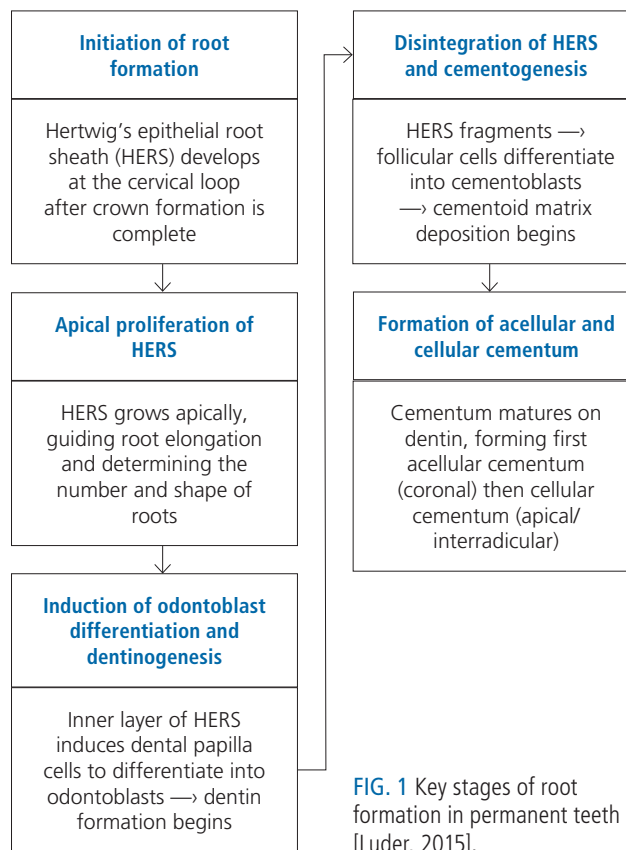 Initiation of root
formation
Hertwig's epithelial root
sheath (HERS) develops
at the cervical loop
after crown formation is
complete
Apical proliferation of
HERS
HERS grows apically,
guiding root elongation
and determining the
number and shape of
roots
Induction of odontoblast
differentiation and
dentinogenesis
Inner layer of HERS
induces dental papilla
cells to differentiate into
odontoblasts —› dentin
formation begins
Disintegration of HERS
and cementogenesis
HERS fragments —›
follicular cells differentiate
into cementoblasts
—› cementoid matrix
deposition begins
Formation of acellular and
cellular cementum
Cementum matures on
dentin, forming first
acellular cementum
(coronal) then cellular
cementum (apical/
interradicular)
FIG. 1 Key stages of root
formation in permanent teeth
[Luder, 2015].